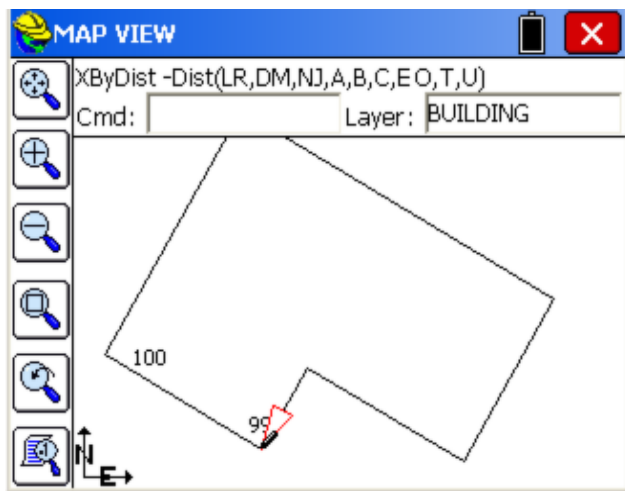 MAP VIEW
XByDist -Dist(LR,DM,NJ,A,B,C,EO,T,U)
Cmd: Layer: BUILDING
100
99
N
E